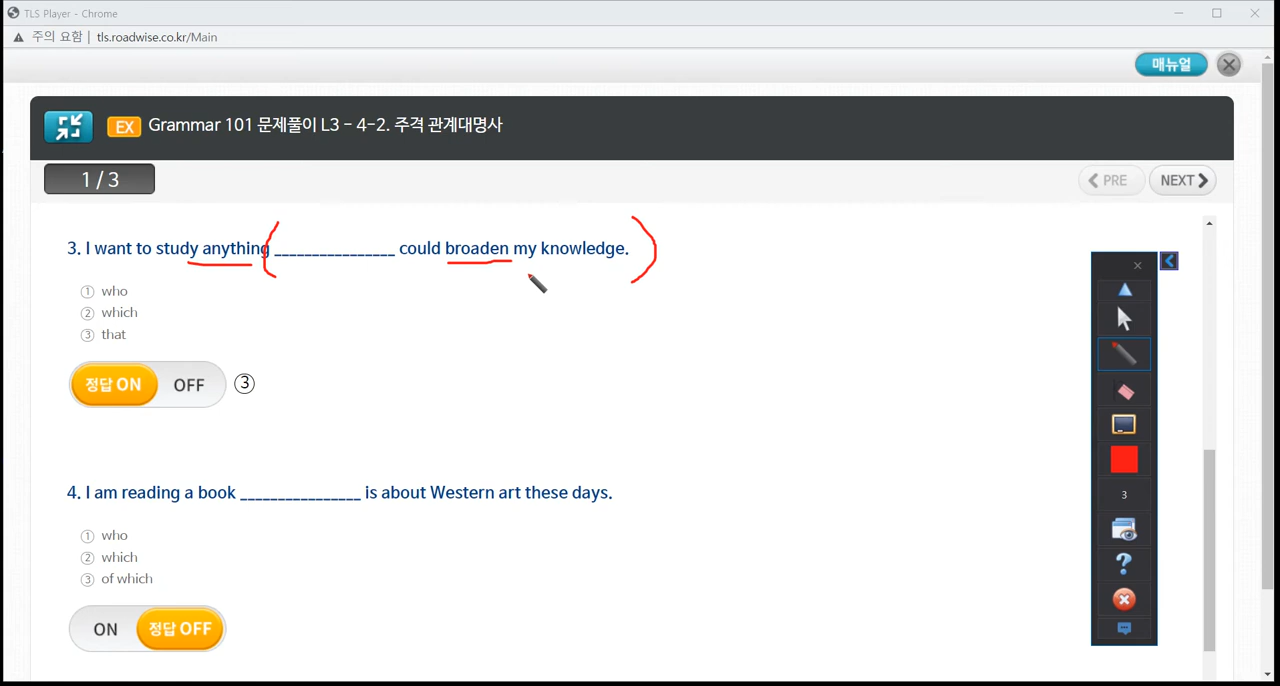 TLS Player - Chrome
주의 요함 | tls.roadwise.co.kr/Main
매뉴얼
EX Grammar 101 문제풀이 L3 - 4-2. 주격 관계대명사
1 / 3
PRE NEXT
3. I want to study anything ________________ could broaden my knowledge.
① who
② which
③ that
정답 ON OFF ③
4. I am reading a book ________________ is about Western art these days.
① who
② which
③ of which
ON 정답 OFF
3